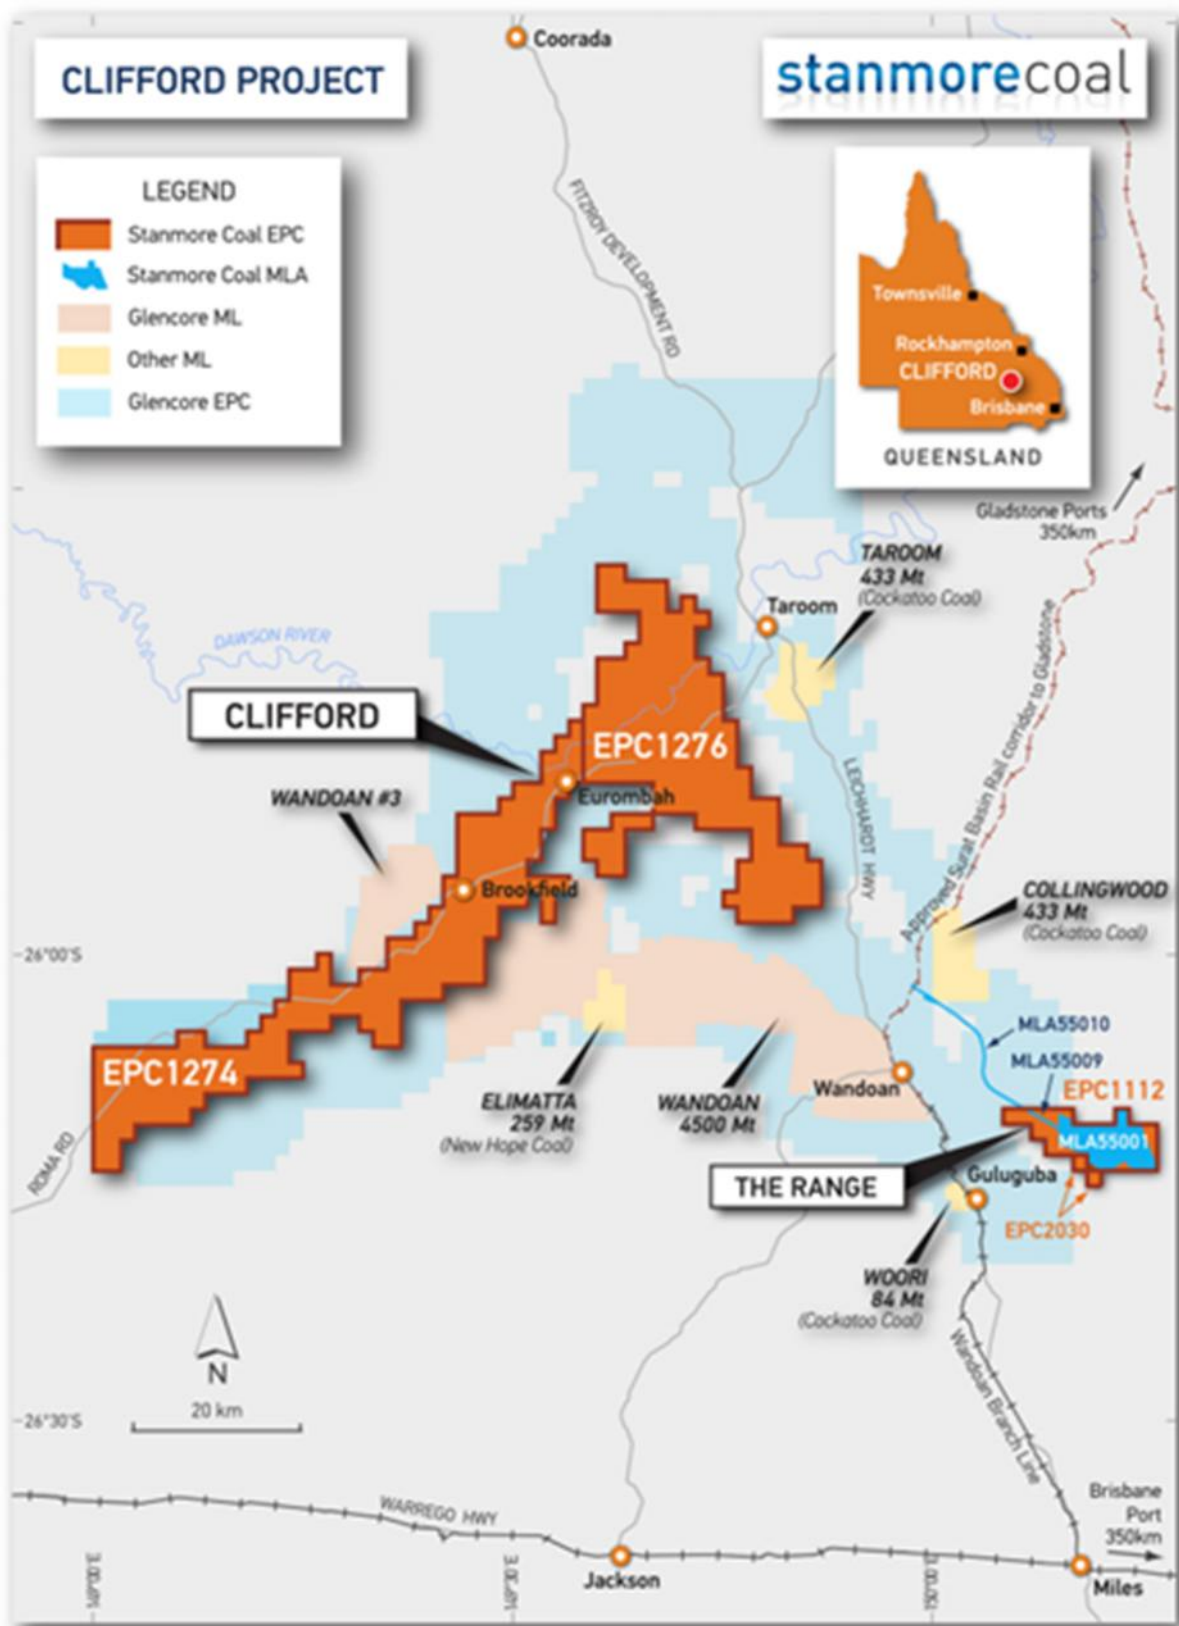 CLIFFORD PROJECT
stanmorecoal
Coorada
LEGEND
Stanmore Coal EPC
Stanmore Coal MLA
Glencore ML
Other ML
Glencore EPC
FITZROY DEVELOPMENT RD
Townsville
Rockhampton
CLIFFORD
Brisbane
QUEENSLAND
Gladstone Ports
350km
TAROOM
433 Mt
(Cockatoo Coal)
Taroom
DAWSON RIVER
CLIFFORD
EPC1276
Eurombah
WANDOAN #3
Brookfield
LEICHHARDT HWY
Approved Surat Basin Rail corridor to Gladstone
COLLINGWOOD
433 Mt
(Cockatoo Coal)
26°00'S
MLA55010
MLA55009
EPC1112
MLA55001
EPC1274
ELIMATTA
259 Mt
(New Hope Coal)
WANDOAN
4500 Mt
Wandoan
ROMA RD
THE RANGE
Guluguba
EPC2030
WOORI
84 Mt
(Cockatoo Coal)
N
20 km
26°30'S
Wandoan Branch Line
WARREGO HWY
Brisbane
Port
350km
Jackson
Miles